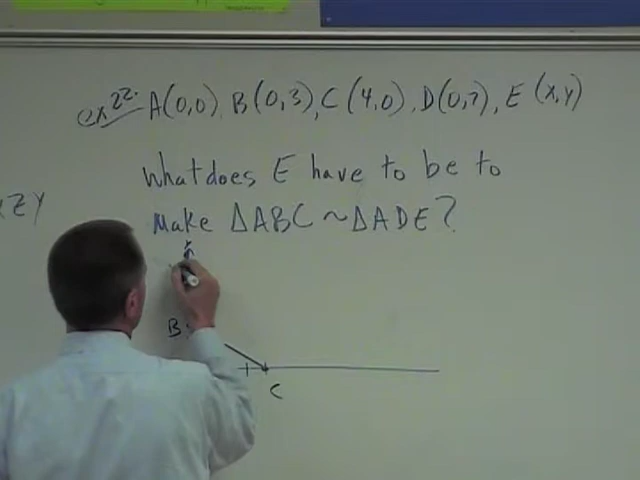 ex 22. A(0,0), B(0,3), C(4,0), D(0,7), E(x,y)
What does E have to be to
ZY
Make ΔABC ~ ΔADE?
B
C